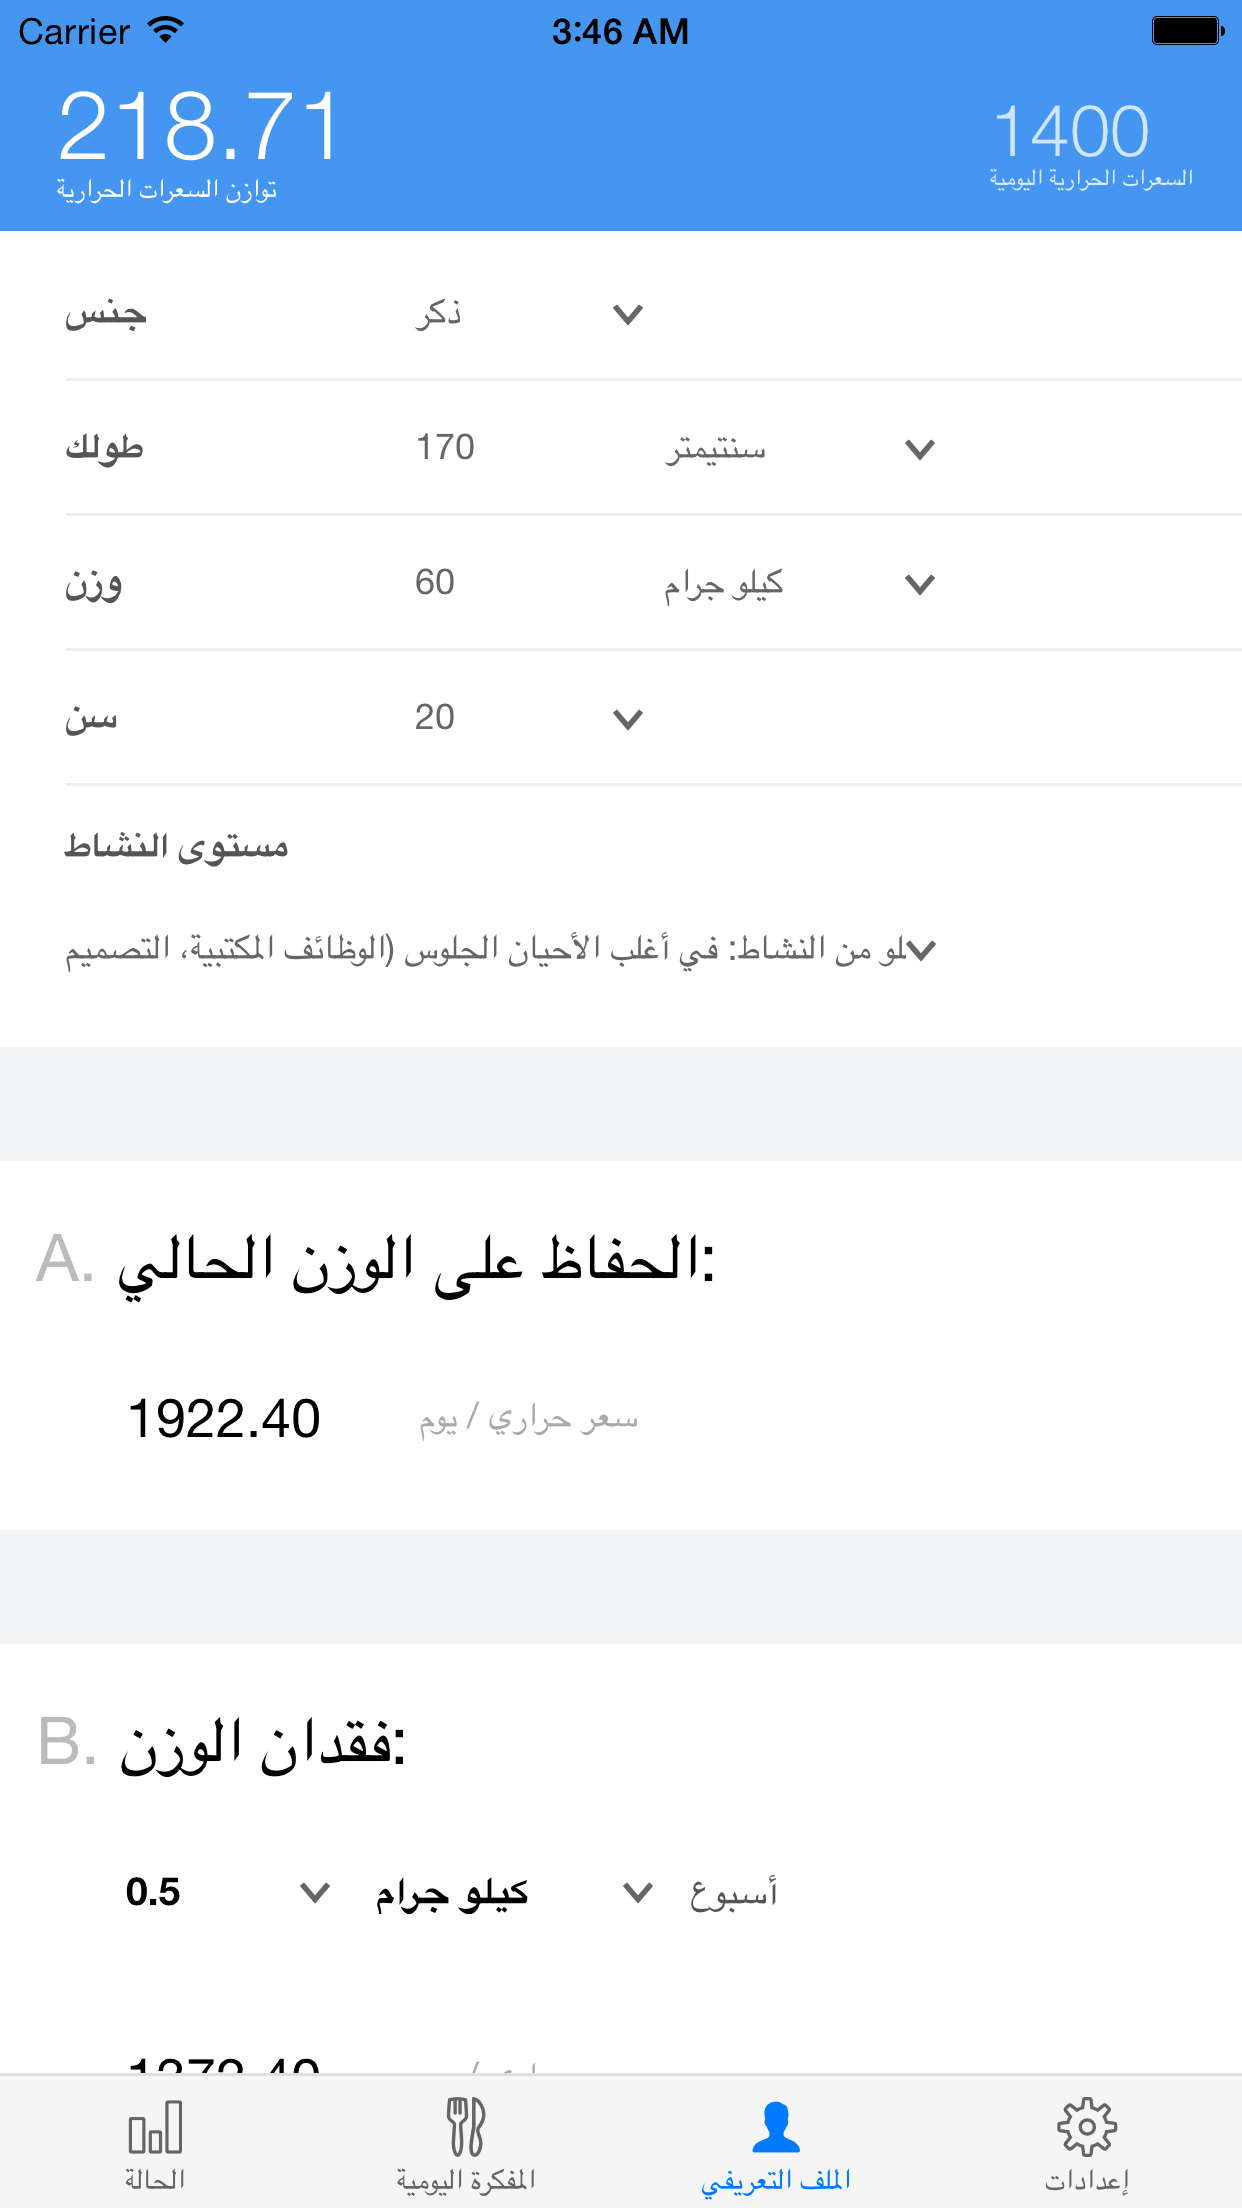 Carrier 3:46 AM
218.71 1400
توازن السعرات الحرارية السعرات الحرارية اليومية
جنس ذكر
طولك 170 سنتيمتر
وزن 60 كيلو جرام
سن 20
مستوى النشاط
لو من النشاط: في أغلب الأحيان الجلوس (الوظائف المكتبية، التصميم
A. الحفاظ على الوزن الحالي:
1922.40 سعر حراري / يوم
B. فقدان الوزن:
0.5 كيلو جرام أسبوع
1372.40
الحالة المفكرة اليومية الملف التعريفي إعدادات